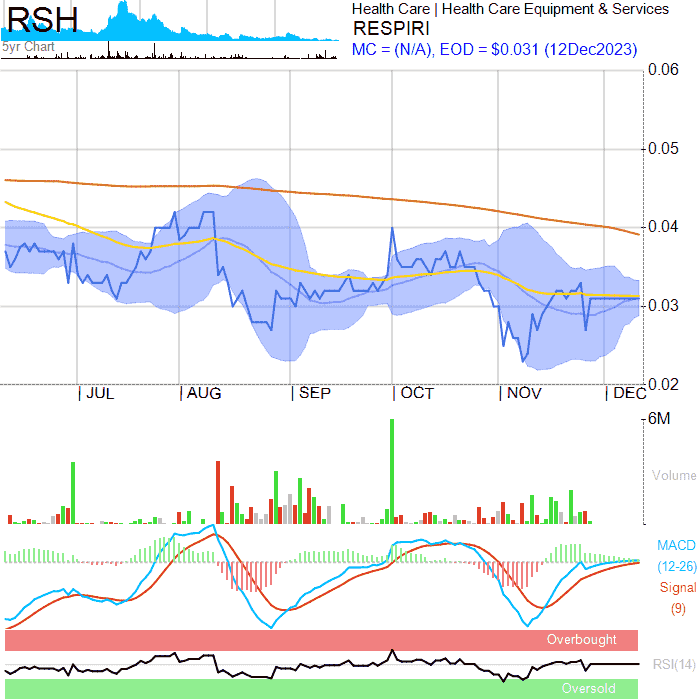 RSH
5yr Chart
Health Care | Health Care Equipment & Services
RESPIRI
MC = (N/A), EOD = $0.031 (12Dec2023)
0.06
0.05
0.04
0.03
0.02
JUL AUG SEP OCT NOV DEC
6M
Volume
MACD
(12-26)
Signal
(9)
Overbought
RSI(14)
Oversold